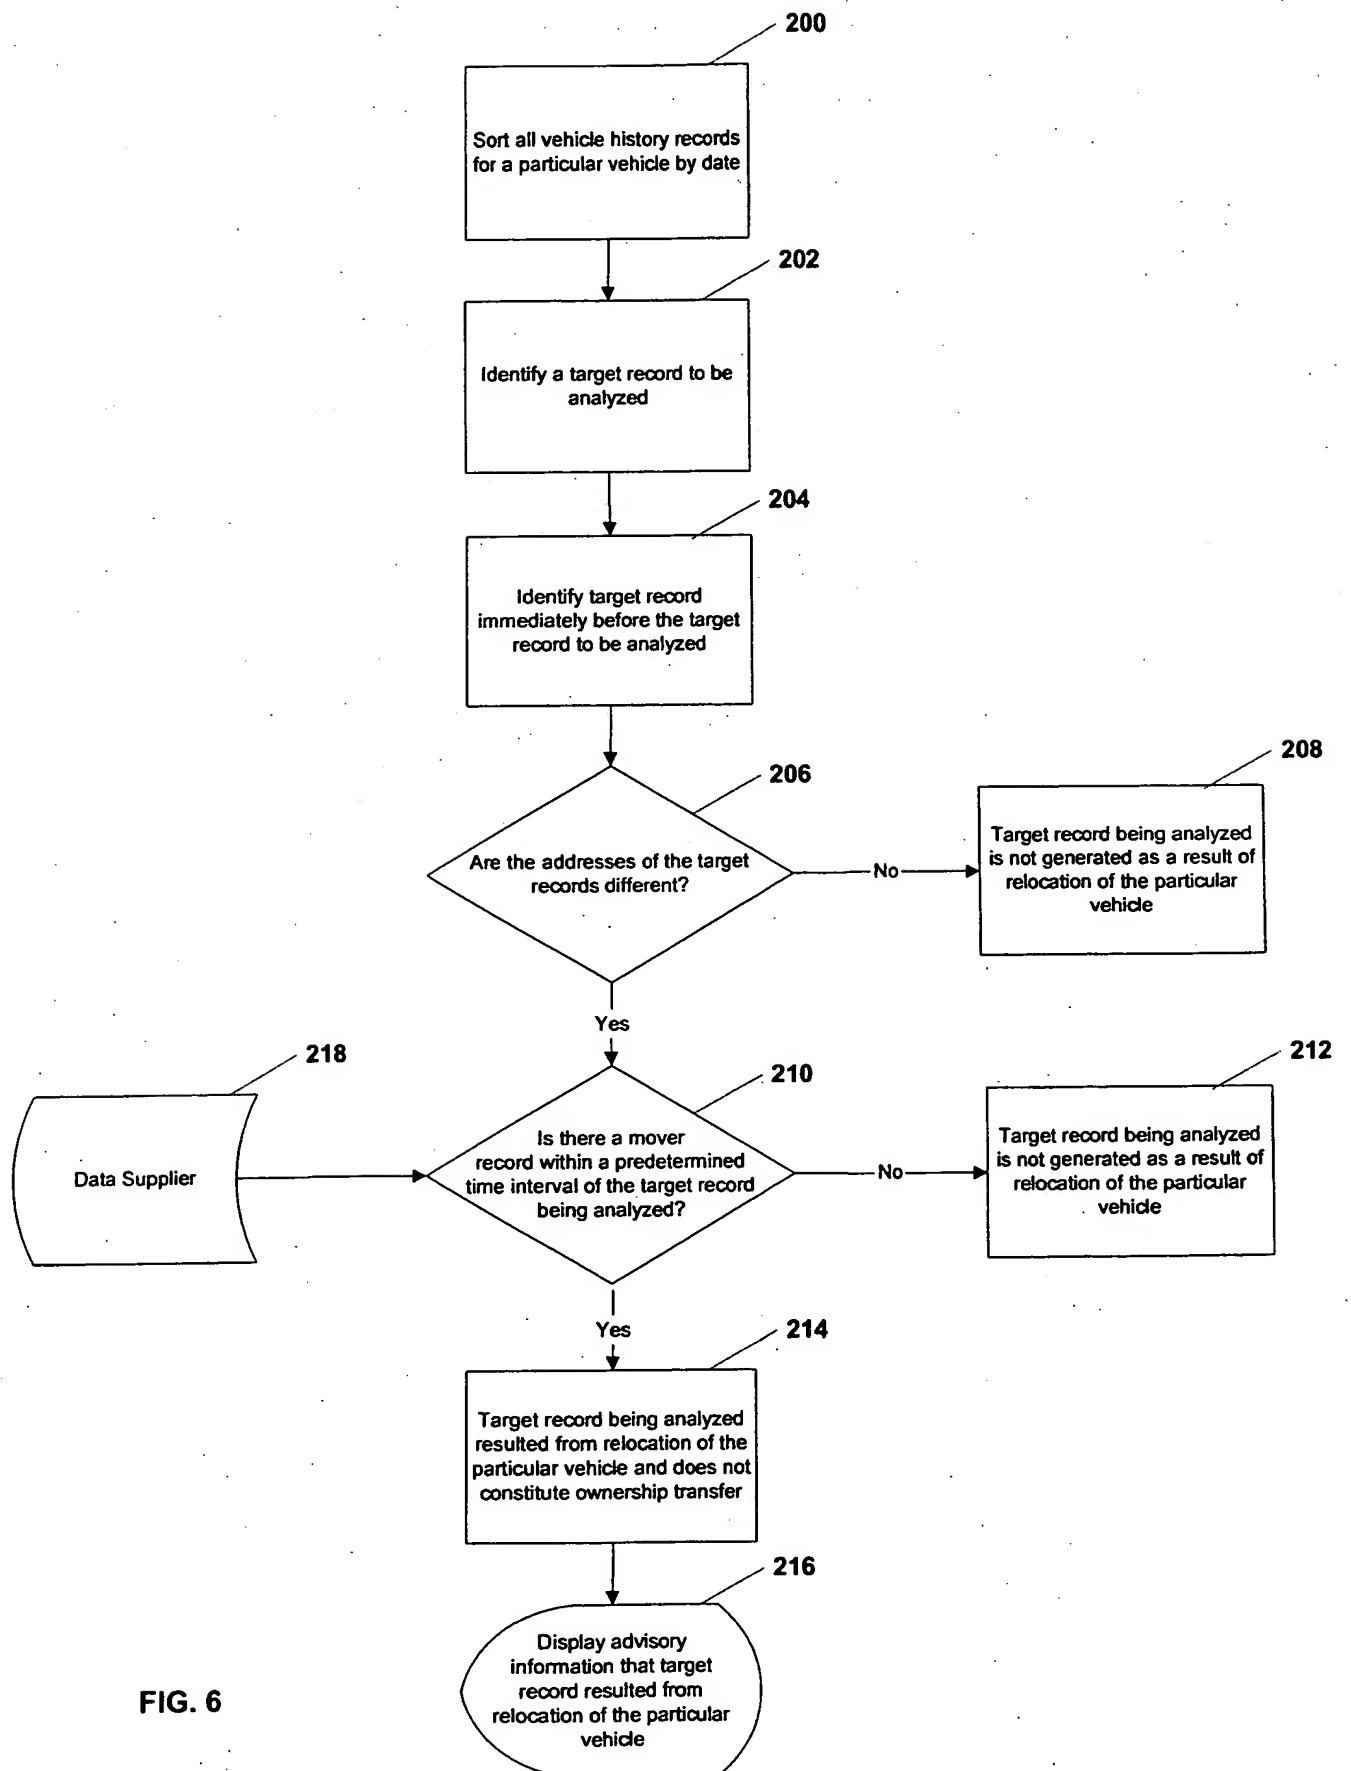 200
Sort all vehicle history records
for a particular vehicle by date
202
Identify a target record to be
analyzed
204
Identify target record
immediately before the target
record to be analyzed
206
Are the addresses of the target
records different?
No
208
Target record being analyzed
is not generated as a result of
relocation of the particular
vehicle
Yes
218
Data Supplier
210
Is there a mover
record within a predetermined
time interval of the target record
being analyzed?
No
212
Target record being analyzed
is not generated as a result of
relocation of the particular
vehicle
Yes
214
Target record being analyzed
resulted from relocation of the
particular vehicle and does not
constitute ownership transfer
216
Display advisory
information that target
record resulted from
relocation of the particular
vehicle
FIG. 6